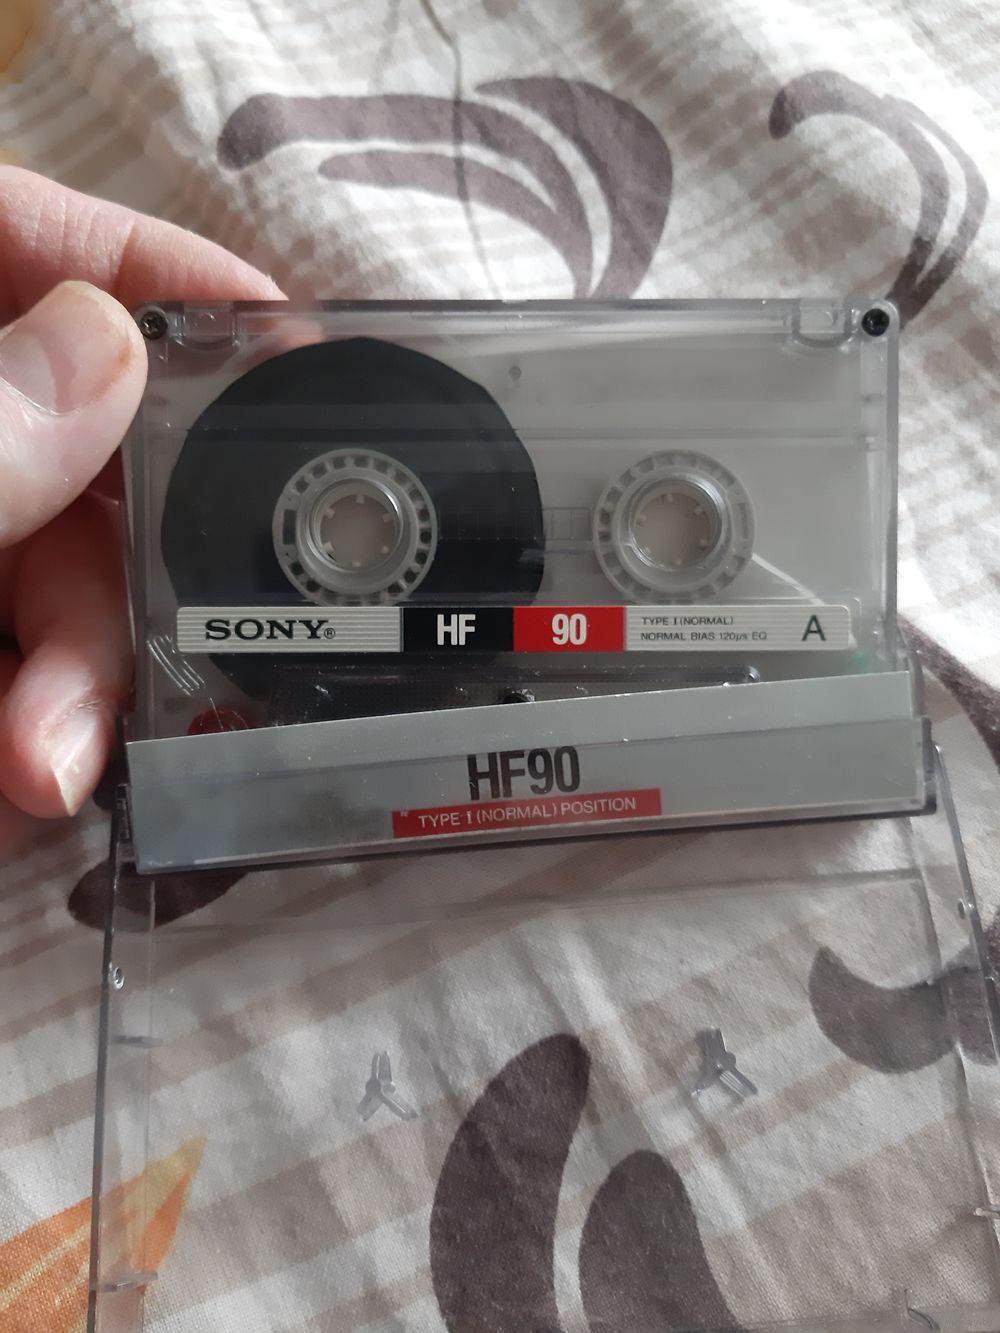 SONY® HF 90 TYPE I (NORMAL) A
NORMAL BIAS 120μs EQ
HF90
TYPE I (NORMAL) POSITION